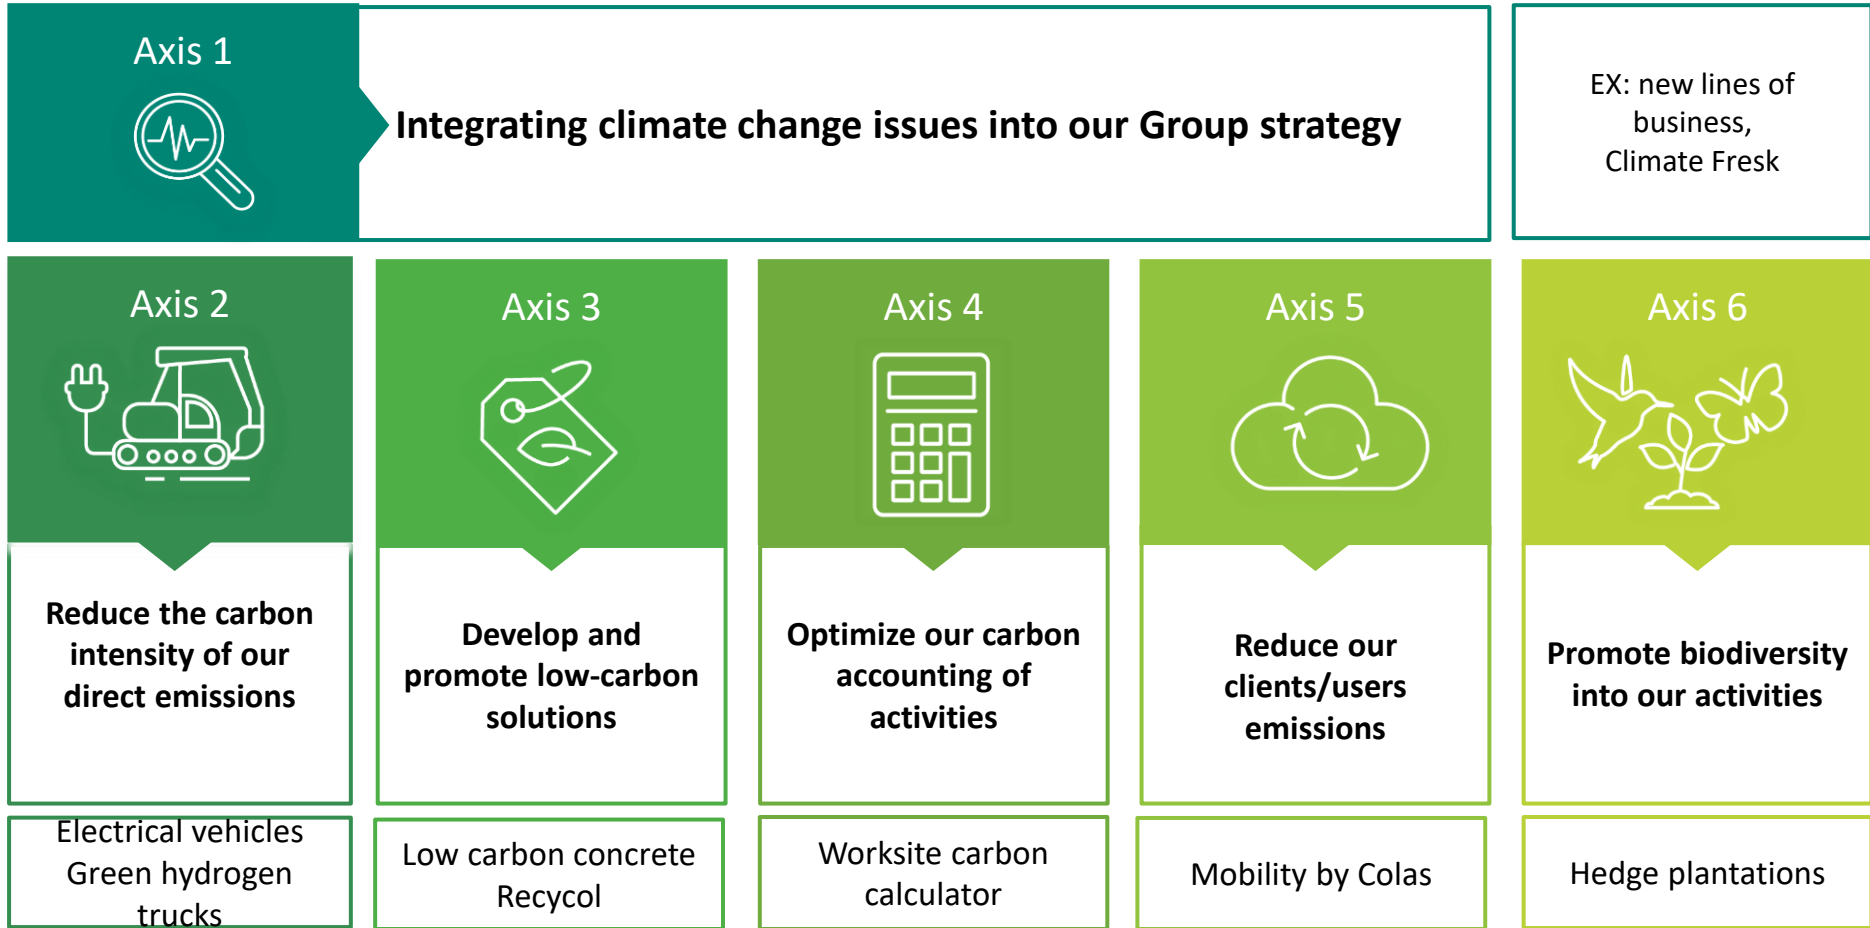 Axis 1
Integrating climate change issues into our Group strategy
EX: new lines of
business,
Climate Fresk
Axis 2
Reduce the carbon
intensity of our
direct emissions
Electrical vehicles
Green hydrogen
trucks
Axis 3
Develop and
promote low-carbon
solutions
Low carbon concrete
Recycol
Axis 4
Optimize our carbon
accounting of
activities
Worksite carbon
calculator
Axis 5
Reduce our
clients/users
emissions
Mobility by Colas
Axis 6
Promote biodiversity
into our activities
Hedge plantations